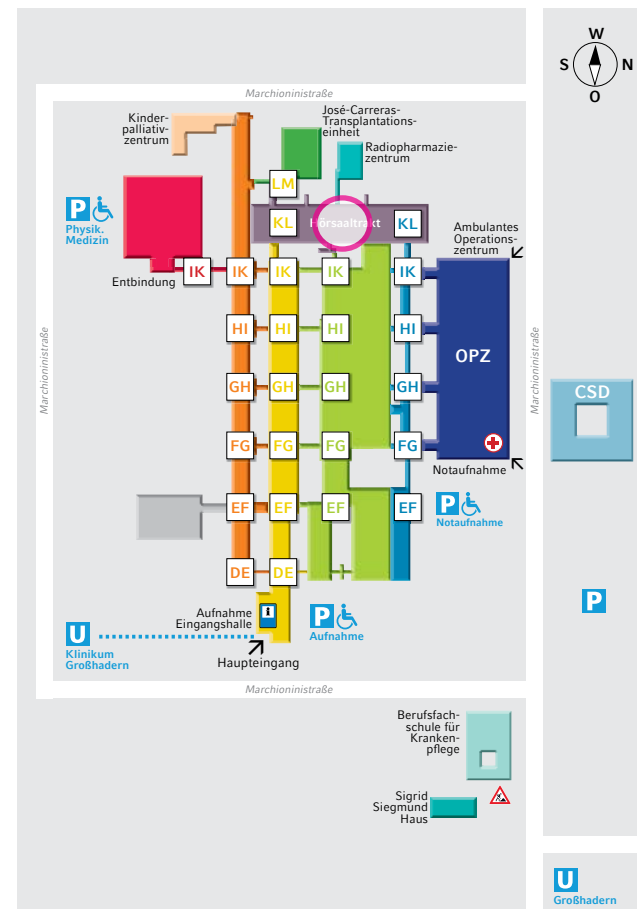 W
S
N
O
Marchioninistraße
Kinder-
palliativ-
zentrum
José-Carreras-
Transplantations-
einheit
Radiopharmazie-
zentrum
LM
P
Physik.
Medizin
KL
Hörsaaltrakt
KL
Ambulantes
Operations-
zentrum
Entbindung
IK
IK
IK
IK
IK
HI
HI
HI
HI
OPZ
Marchioninistraße
Marchioninistraße
GH
GH
GH
GH
CSD
FG
FG
FG
FG
Notaufnahme
EF
EF
EF
EF
P
Notaufnahme
DE
DE
Aufnahme
Eingangshalle
i
P
Aufnahme
P
U
Klinikum
Großhadern
Haupteingang
Marchioninistraße
Berufsfach-
schule für
Kranken-
pflege
Sigrid
Siegmund
Haus
U
Großhadern